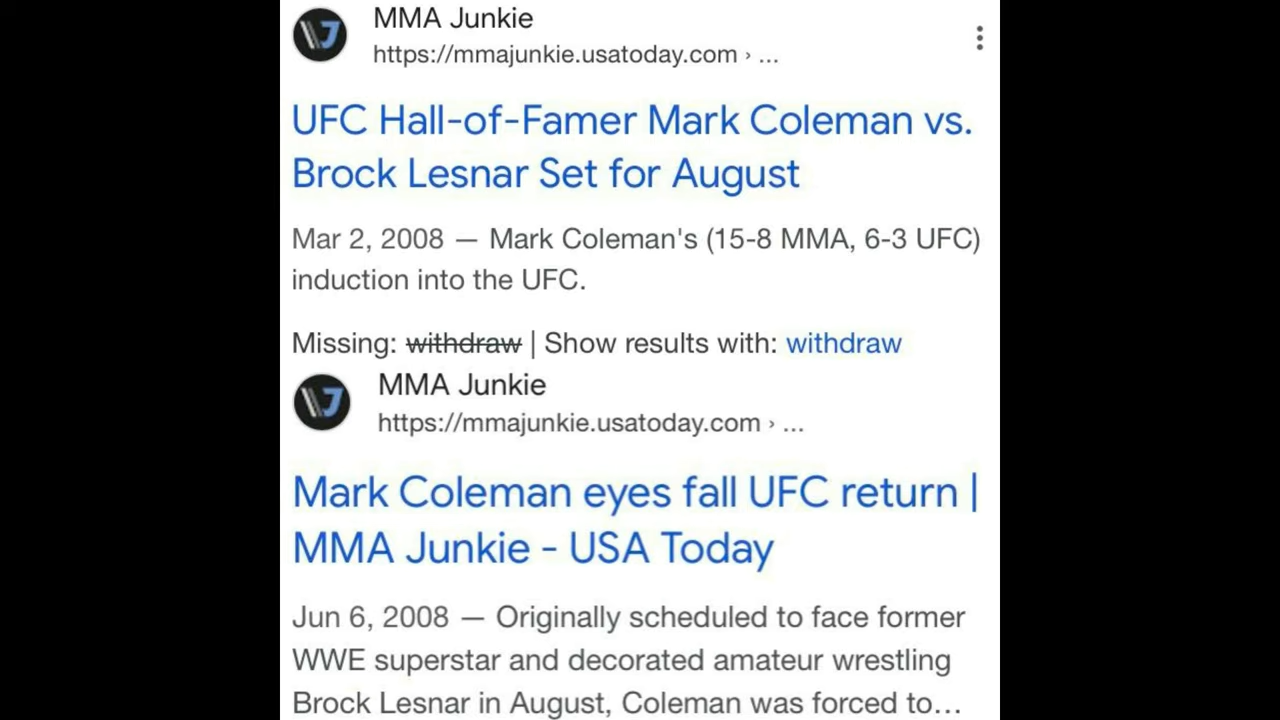 MMA Junkie
https://mmajunkie.usatoday.com › ...
UFC Hall-of-Famer Mark Coleman vs.
Brock Lesnar Set for August
Mar 2, 2008 — Mark Coleman's (15-8 MMA, 6-3 UFC)
induction into the UFC.
Missing: withdraw | Show results with: withdraw
MMA Junkie
https://mmajunkie.usatoday.com › ...
Mark Coleman eyes fall UFC return |
MMA Junkie - USA Today
Jun 6, 2008 — Originally scheduled to face former
WWE superstar and decorated amateur wrestling
Brock Lesnar in August, Coleman was forced to...